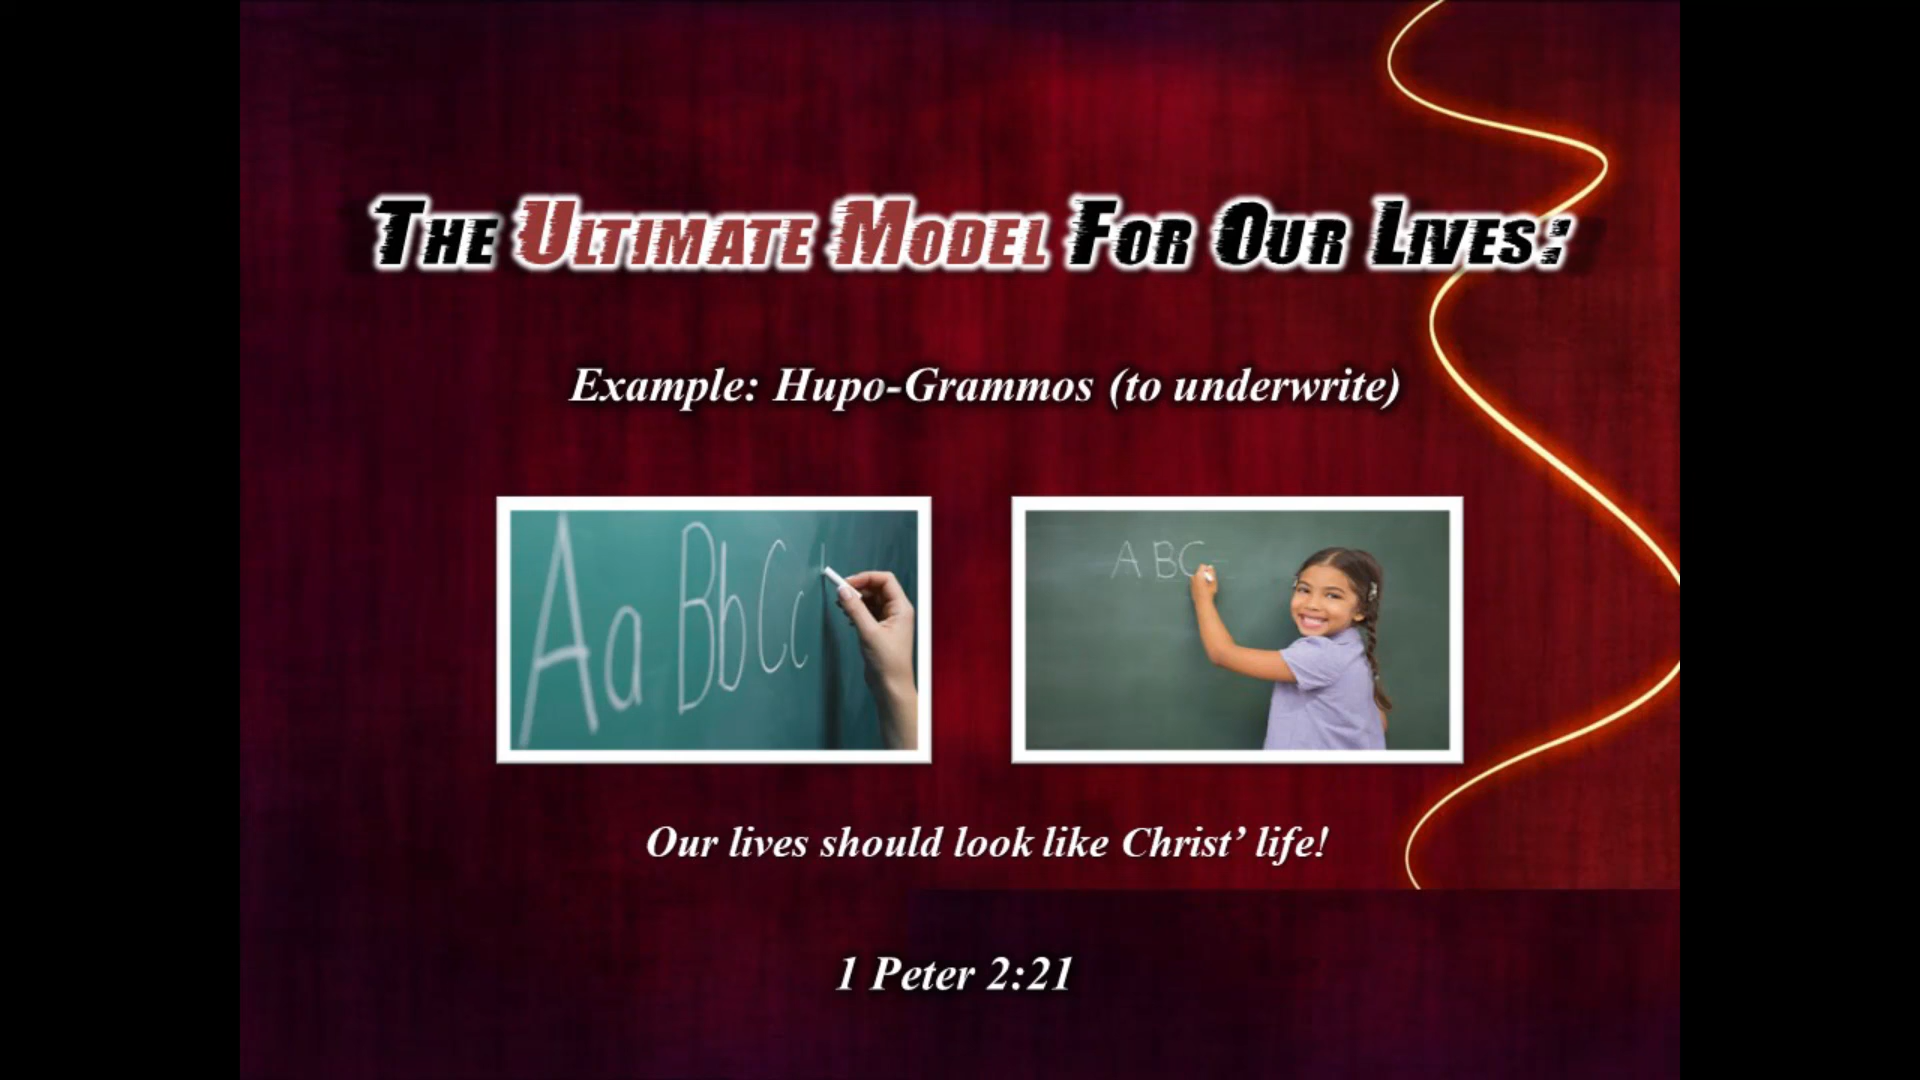 The Ultimate Model For Our Lives:
Example: Hupo-Grammos (to underwrite)
Aa Bb Cc
A B C
Our lives should look like Christ’ life!
1 Peter 2:21